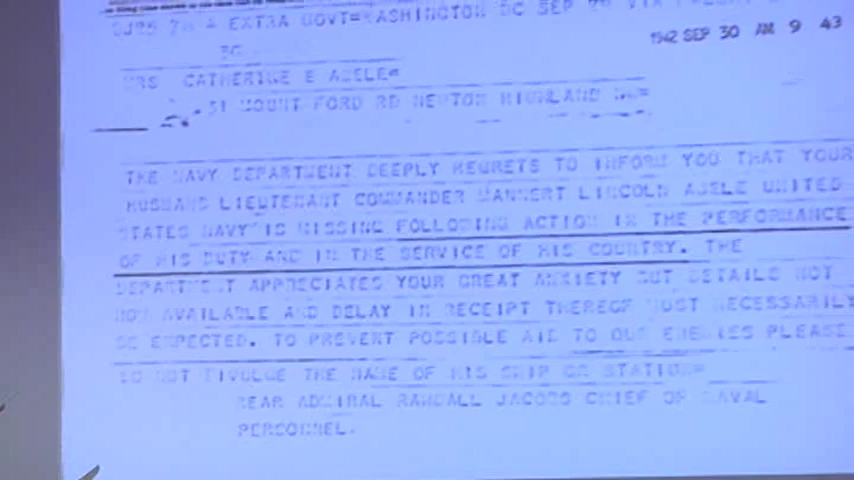 EXTRA GOVT=WASHINGTON DC SEP
1942 SEP 30 AM 9 43
MRS CATHERINE E ABELE=
51 MOUNT FORD RD NEWTON HIGHLAND
THE NAVY DEPARTMENT DEEPLY REGRETS TO INFORM YOU THAT YOUR
HUSBAND LIEUTENANT COMMANDER MANNERT LINCOLN ABELE UNITED
STATES NAVY IS MISSING FOLLOWING ACTION IN THE PERFORMANCE
OF HIS DUTY AND IN THE SERVICE OF HIS COUNTRY. THE
DEPARTMENT APPRECIATES YOUR GREAT ANXIETY BUT DETAILS NOT
NOW AVAILABLE AND DELAY IN RECEIPT THEREOF MUST NECESSARILY
BE EXPECTED. TO PREVENT POSSIBLE AID TO OUR ENEMIES PLEASE
DO NOT DIVULGE THE NAME OF HIS SHIP OR STATION=
REAR ADMIRAL RANDALL JACOBS CHIEF OF NAVAL
PERSONNEL.